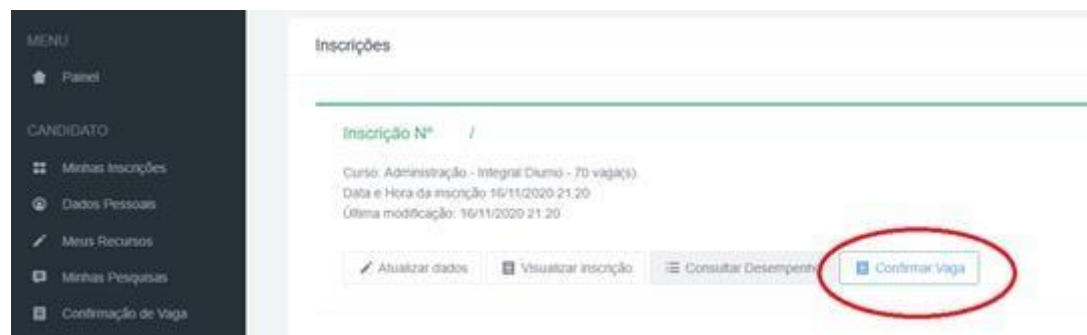 MENU
Painel
CANDIDATO
Minhas Inscrições
Dados Pessoais
Meus Recursos
Minhas Pesquisas
Confirmação de Vaga
Inscrições
Inscrição Nº /
Curso: Administração - Integral Diurno - 70 vaga(s).
Data e Hora da inscrição 16/11/2020 21:20
Última modificação: 16/11/2020 21:20
Atualizar dados Visualizar inscrição Consultar Desempenho Confirmar Vaga